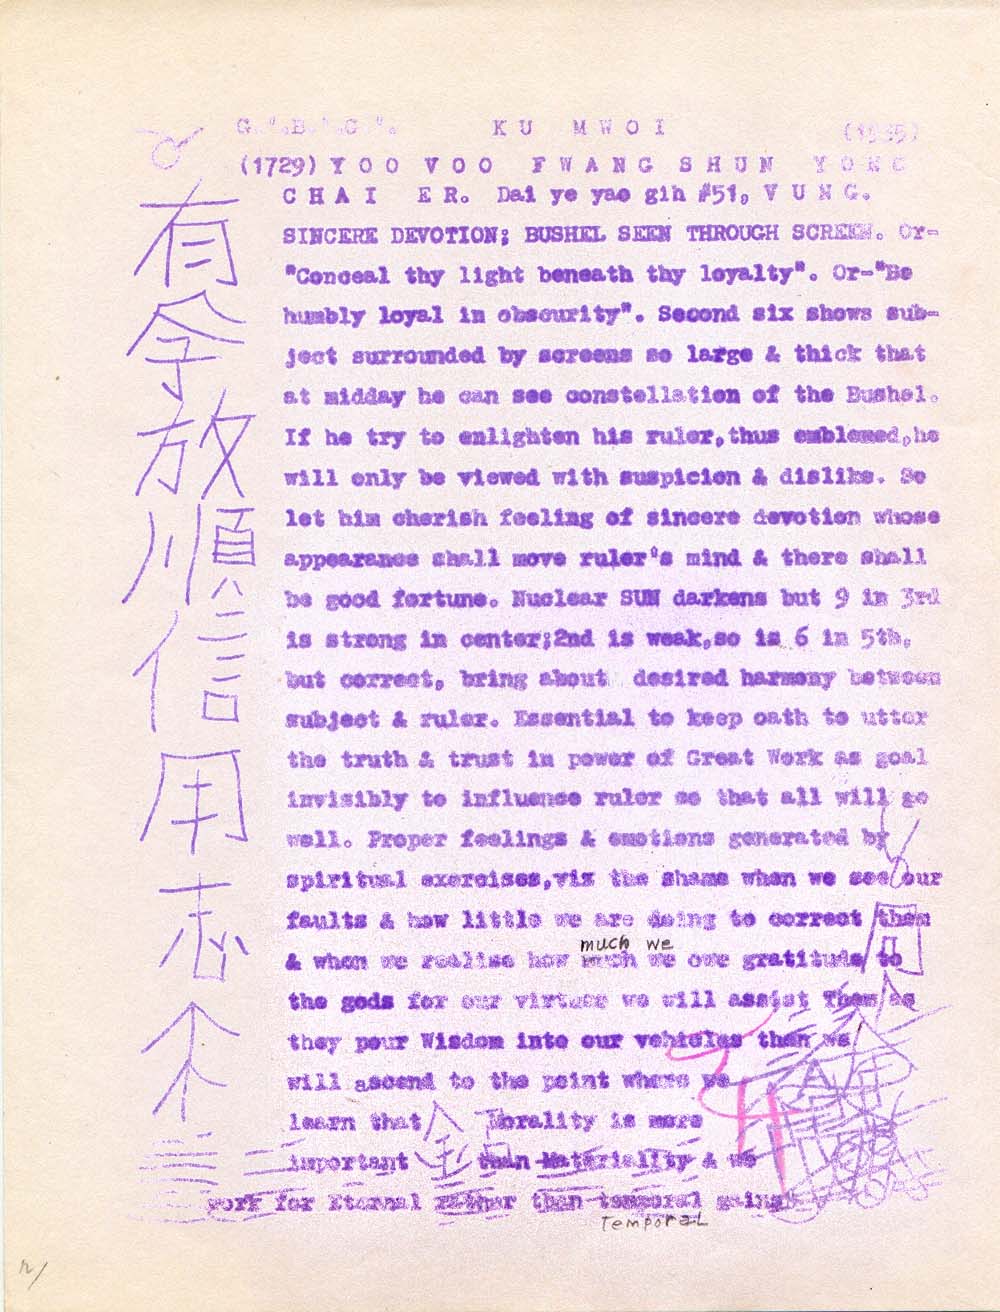 G.'.B.'.C.'. KU MWOI (1535)
(1729) YOO VOO FWANG SHUN YONG
CHAI ER. Dai ye yao gih #51, VUNG.
SINCERE DEVOTION; BUSHEL SEEN THROUGH SCREEN. Or-
"Conceal thy light beneath thy loyalty". Or-"Be
humbly loyal in obscurity". Second six shows sub-
ject surrounded by screens so large & thick that
at midday he can see constellation of the Bushel.
If he try to enlighten his ruler,thus emblemed,he
will only be viewed with suspicion & dislike. So
let him cherish feeling of sincere devotion whose
appearance shall move ruler's mind & there shall
be good fortune. Nuclear SUN darkens but 9 in 3rd
is strong in center;2nd is weak,so is 6 in 5th,
but correct, bring about desired harmony between
subject & ruler. Essential to keep oath to utter
the truth & trust in power of Great Work as goal
invisibly to influence ruler so that all will go
well. Proper feelings & emotions generated by
spiritual exercises,viz the shame when we see our
faults & how little we are doing to correct them
much we
& when we realise how much we owe gratitude to
the gods for our virtues we will assist Them as
they pour Wisdom into our vehicles then we
will ascend to the point where we
learn that Morality is more
important than Materiality & we
work for Eternal rather than temporal gains
Temporal
有
孚
放
順
信
用
志